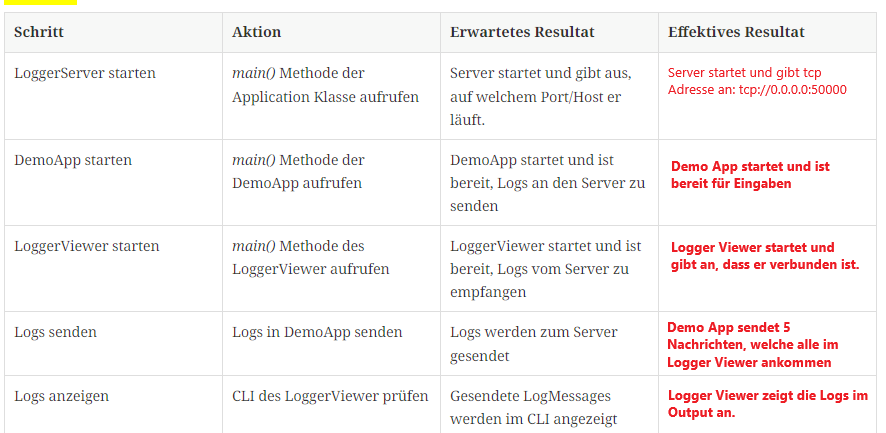 Schritt Aktion Erwartetes Resultat Effektives Resultat
LoggerServer starten
main() Methode der
Application Klasse aufrufen
Server startet und gibt aus,
auf welchem Port/Host er
läuft.
Server startet und gibt tcp
Adresse an: tcp://0.0.0.0:50000
DemoApp starten
main() Methode der
DemoApp aufrufen
DemoApp startet und ist
bereit, Logs an den Server zu
senden
Demo App startet und ist
bereit für Eingaben
LoggerViewer starten
main() Methode des
LoggerViewer aufrufen
LoggerViewer startet und ist
bereit, Logs vom Server zu
empfangen
Logger Viewer startet und
gibt an, dass er verbunden ist.
Logs senden
Logs in DemoApp senden
Logs werden zum Server
gesendet
Demo App sendet 5
Nachrichten, welche alle im
Logger Viewer ankommen
Logs anzeigen
CLI des LoggerViewer prüfen
Gesendete LogMessages
werden im CLI angezeigt
Logger Viewer zeigt die Logs im
Output an.